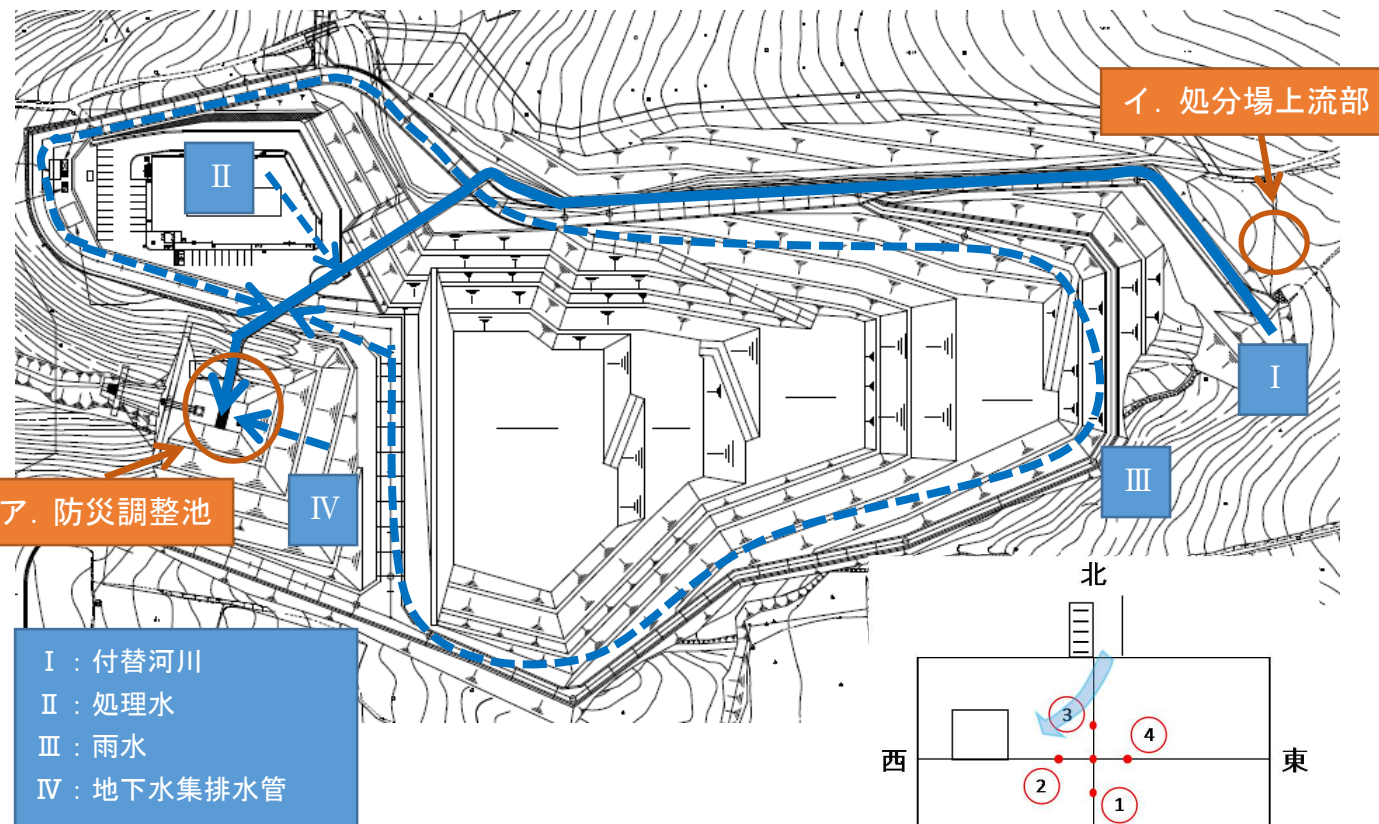 イ．処分場上流部
Ⅱ
Ⅰ
Ⅲ
Ⅳ
ア．防災調整池
Ⅰ：付替河川
Ⅱ：処理水
Ⅲ：雨水
Ⅳ：地下水集排水管
北
西
東
3
4
2
1